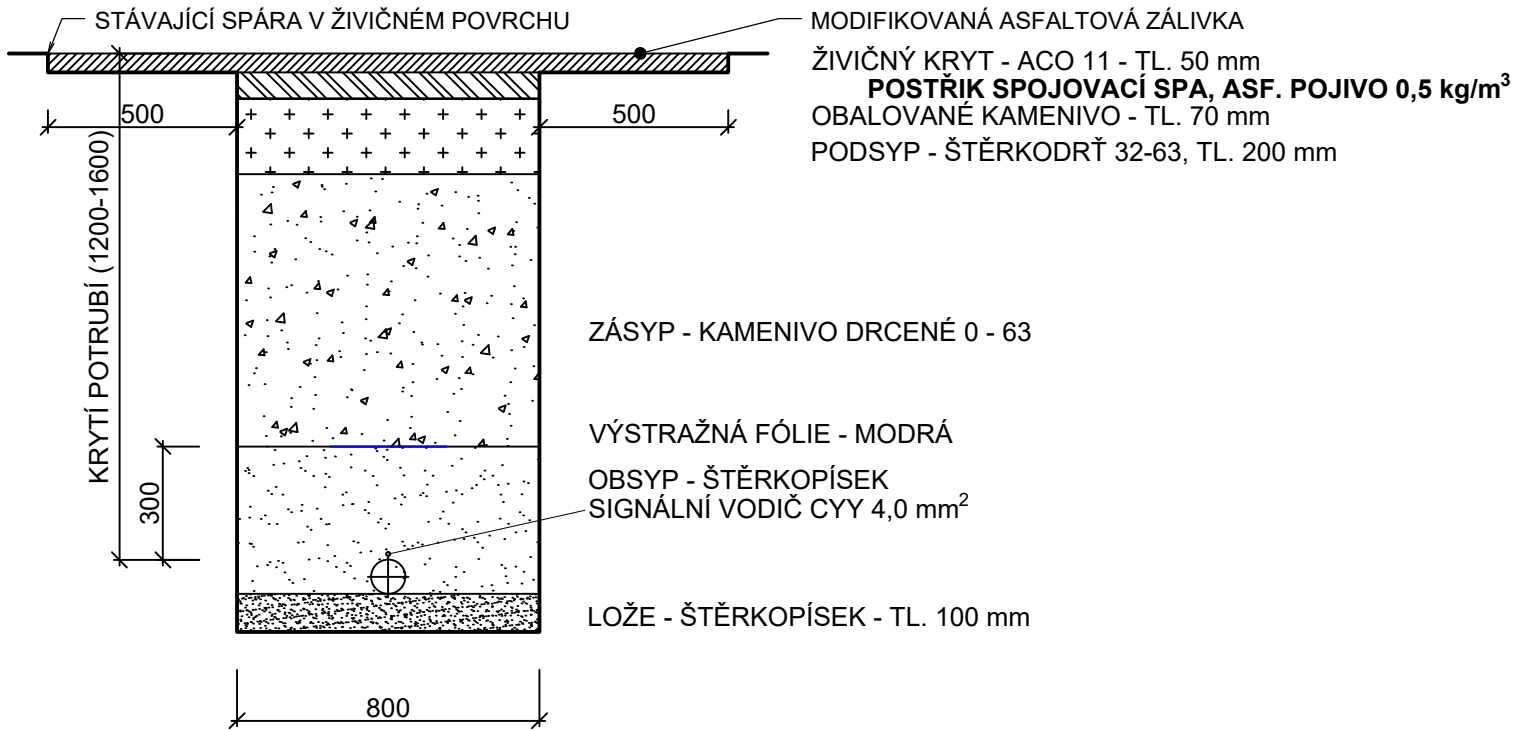 STÁVAJÍCÍ SPÁRA V ŽIVIČNÉM POVRCHU
MODIFIKOVANÁ ASFALTOVÁ ZÁLIVKA
ŽIVIČNÝ KRYT - ACO 11 - TL. 50 mm
POSTŘIK SPOJOVACÍ SPA, ASF. POJIVO 0,5 kg/m³
OBALOVANÉ KAMENIVO - TL. 70 mm
PODSYP - ŠTĚRKODRŤ 32-63, TL. 200 mm
500
500
KRYTÍ POTRUBÍ (1200-1600)
ZÁSYP - KAMENIVO DRCENÉ 0 - 63
VÝSTRAŽNÁ FÓLIE - MODRÁ
300
OBSYP - ŠTĚRKOPÍSEK
SIGNÁLNÍ VODIČ CYY 4,0 mm²
LOŽE - ŠTĚRKOPÍSEK - TL. 100 mm
800